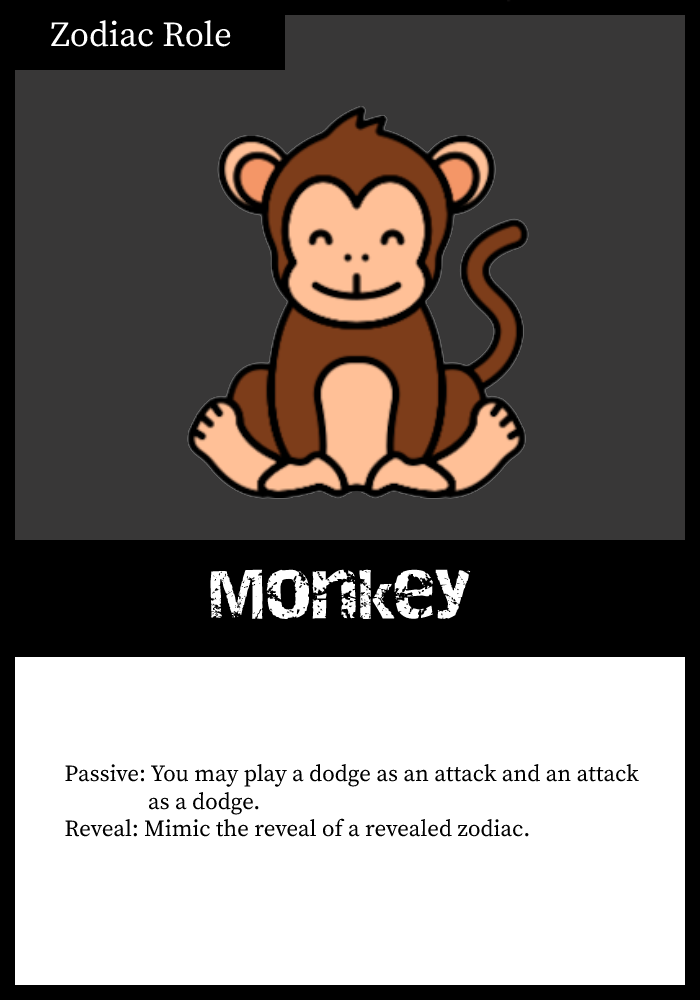 Zodiac Role
Monkey
Passive: You may play a dodge as an attack and an attack
as a dodge.
Reveal: Mimic the reveal of a revealed zodiac.